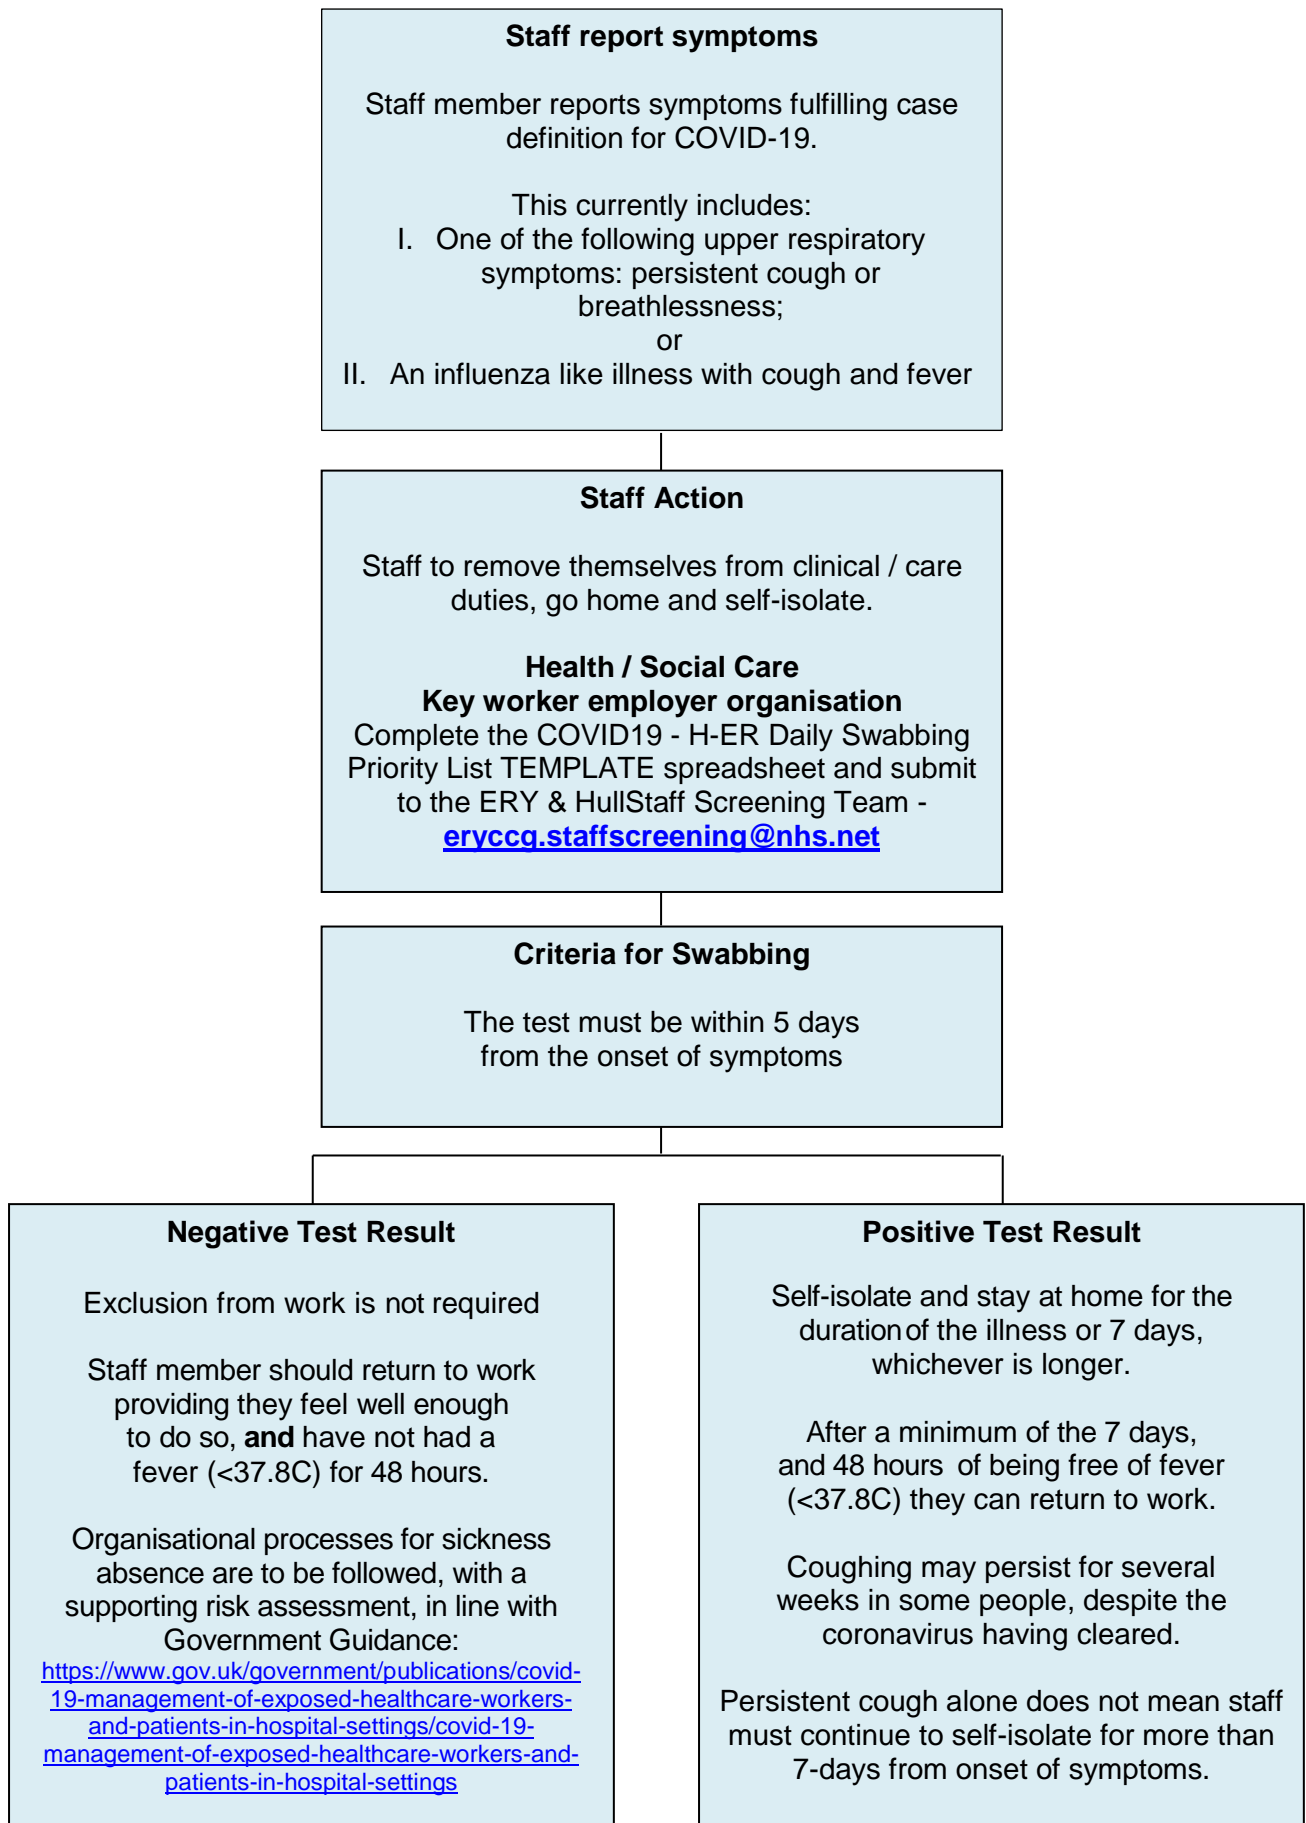 Staff report symptoms
Staff member reports symptoms fulfilling case
definition for COVID-19.
This currently includes:
I. One of the following upper respiratory
symptoms: persistent cough or
breathlessness;
or
II. An influenza like illness with cough and fever
Staff Action
Staff to remove themselves from clinical / care
duties, go home and self-isolate.
Health / Social Care
Key worker employer organisation
Complete the COVID19 - H-ER Daily Swabbing
Priority List TEMPLATE spreadsheet and submit
to the ERY & HullStaff Screening Team -
eryccg.staffscreening@nhs.net
Criteria for Swabbing
The test must be within 5 days
from the onset of symptoms
Negative Test Result
Exclusion from work is not required
Staff member should return to work
providing they feel well enough
to do so, and have not had a
fever (<37.8C) for 48 hours.
Organisational processes for sickness
absence are to be followed, with a
supporting risk assessment, in line with
Government Guidance:
https://www.gov.uk/government/publications/covid-
19-management-of-exposed-healthcare-workers-
and-patients-in-hospital-settings/covid-19-
management-of-exposed-healthcare-workers-and-
patients-in-hospital-settings
Positive Test Result
Self-isolate and stay at home for the
duration of the illness or 7 days,
whichever is longer.
After a minimum of the 7 days,
and 48 hours of being free of fever
(<37.8C) they can return to work.
Coughing may persist for several
weeks in some people, despite the
coronavirus having cleared.
Persistent cough alone does not mean staff
must continue to self-isolate for more than
7-days from onset of symptoms.